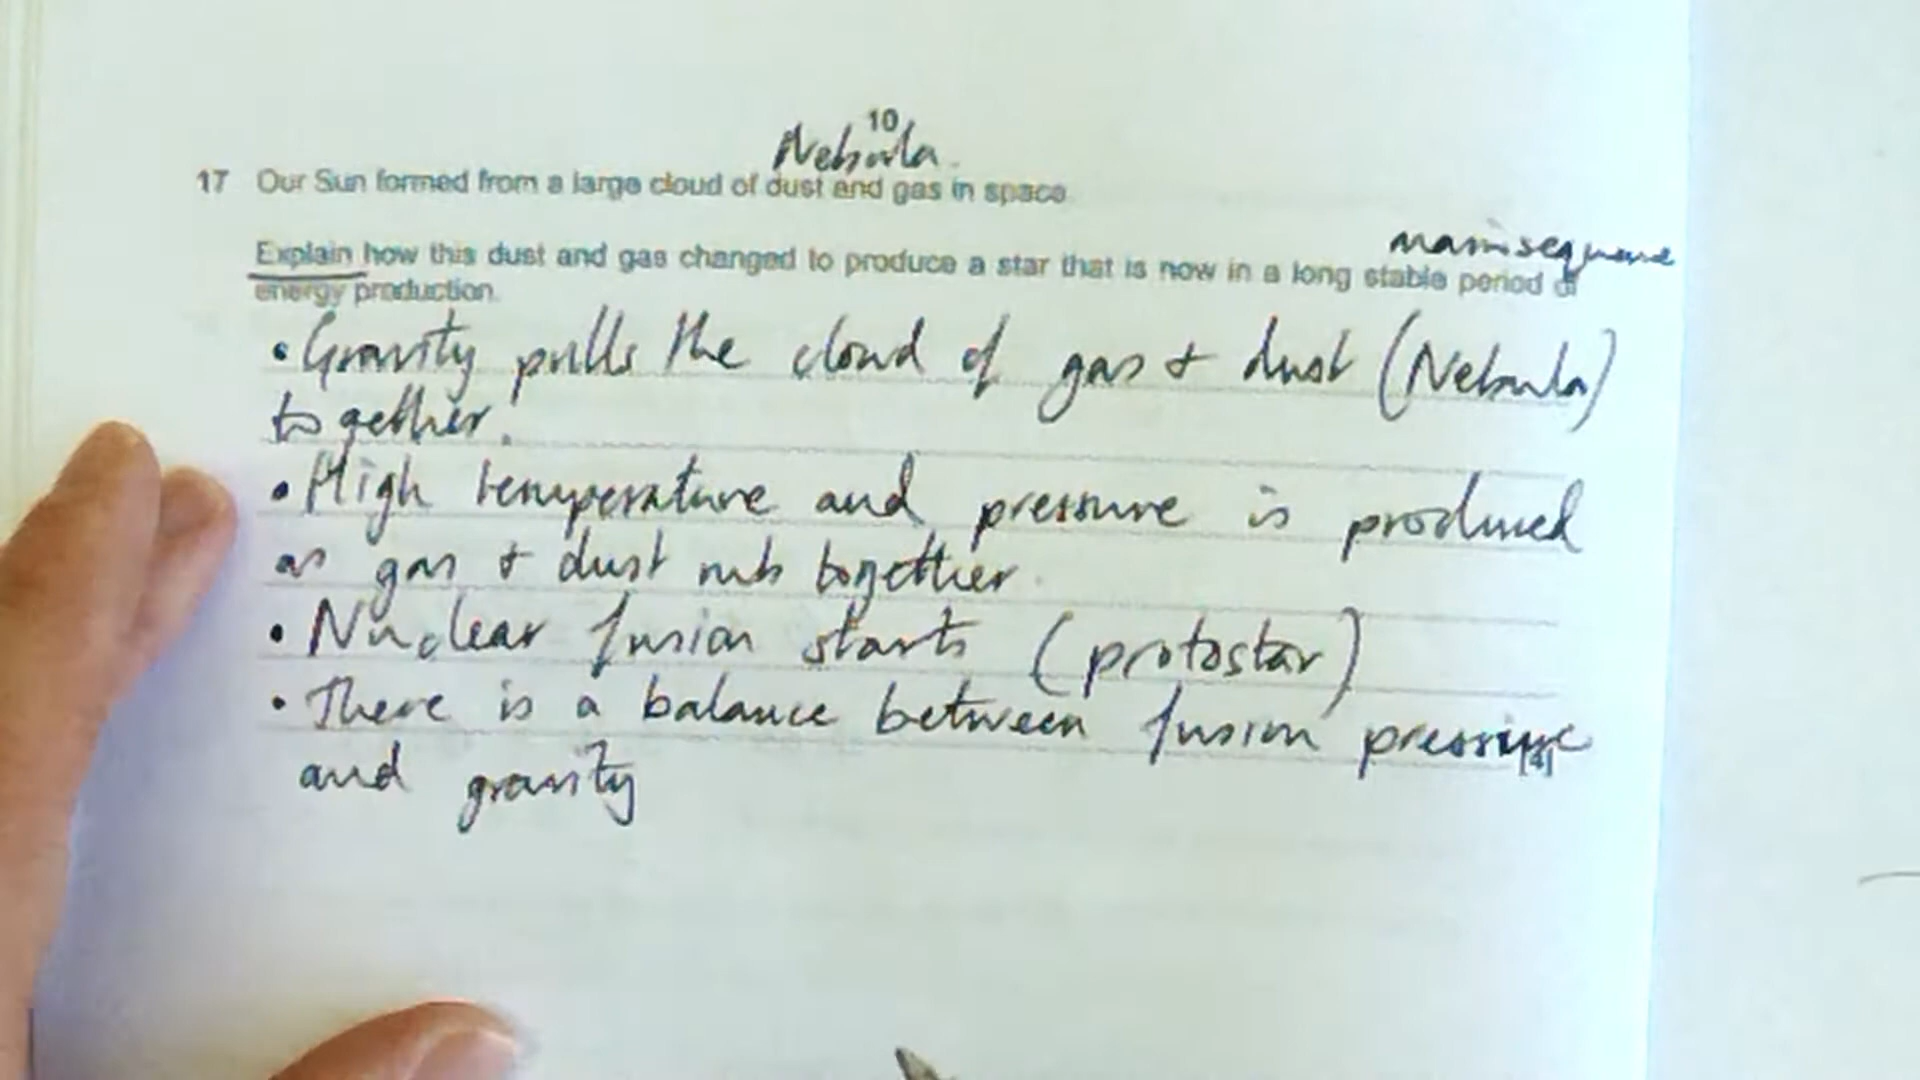 10
Nebula.
17 Our Sun formed from a large cloud of dust and gas in space.
main sequence
Explain how this dust and gas changed to produce a star that is now in a long stable period of
energy production.
• Gravity pulls the cloud of gas + dust (Nebula)
together.
• High temperature and pressure is produced
as gas + dust rub together.
• Nuclear fusion starts (protostar)
• There is a balance between fusion pressure
[4]
and gravity